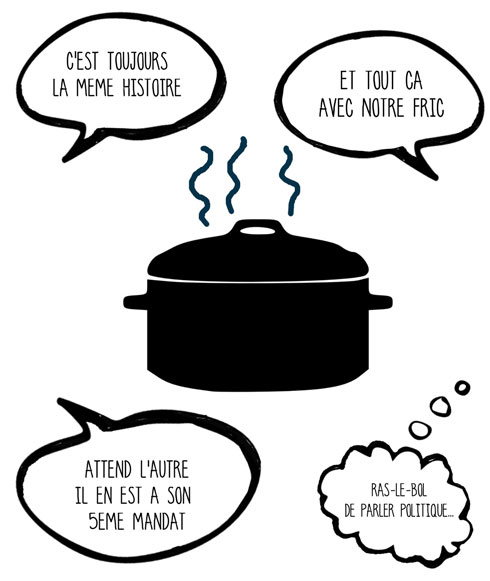 C'EST TOUJOURS
LA MEME HISTOIRE
ET TOUT CA
AVEC NOTRE FRIC
ATTEND L'AUTRE
IL EN EST A SON
5EME MANDAT
RAS-LE-BOL
DE PARLER POLITIQUE...